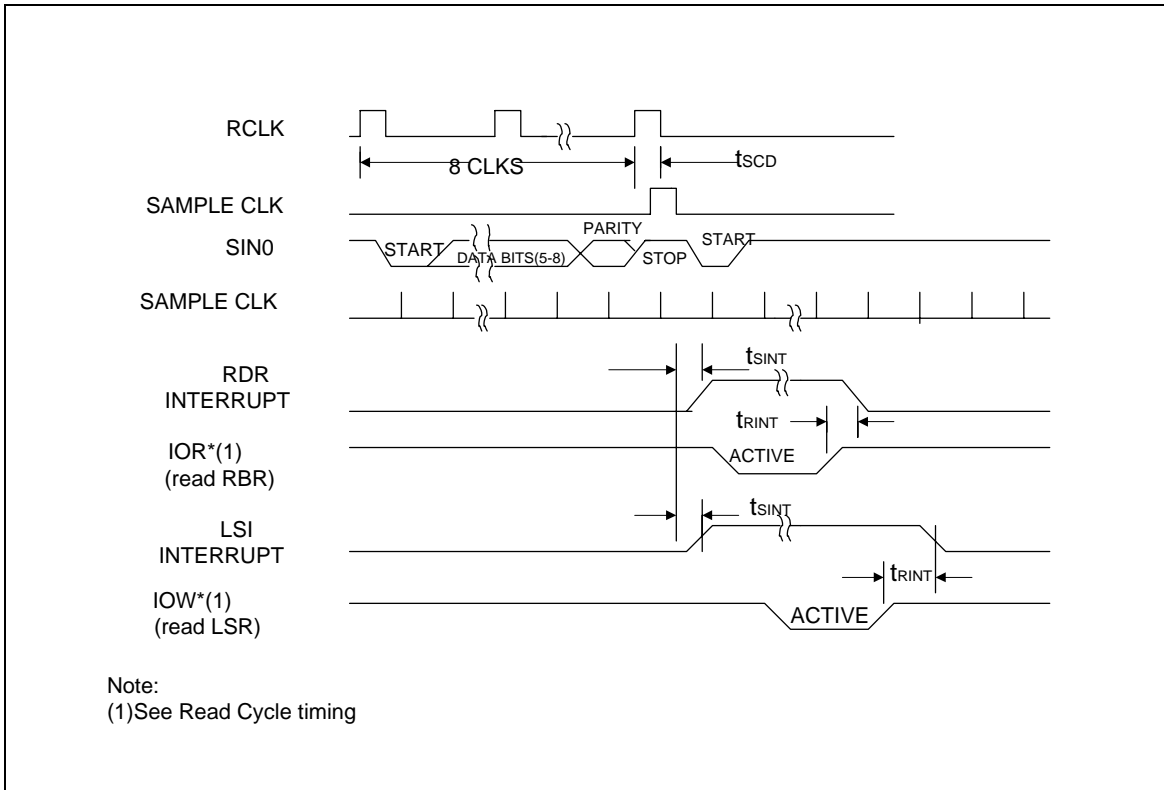 RCLK
8 CLKS
tSCD
SAMPLE CLK
PARITY
SIN0
START
DATA BITS(5-8)
STOP
START
SAMPLE CLK
tSINT
RDR
INTERRUPT
tRINT
IOR*(1)
(read RBR)
ACTIVE
tSINT
LSI
INTERRUPT
tRINT
IOW*(1)
(read LSR)
ACTIVE
Note:
(1)See Read Cycle timing